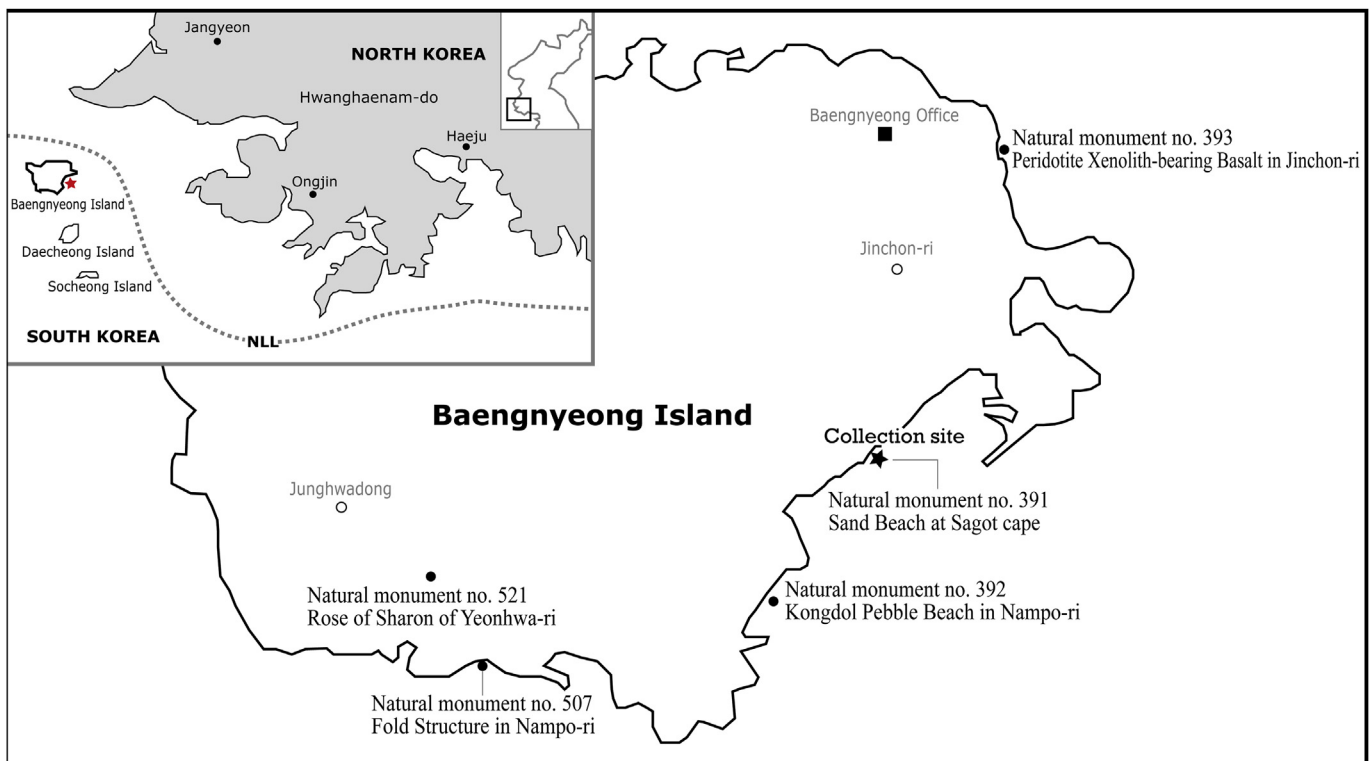 Jangyeon
NORTH KOREA
Hwanghaenam-do
Haeju
Ongjin
Baengnyeong Island
Daecheong Island
Socheong Island
SOUTH KOREA
NLL
Baengnyeong Office
Natural monument no. 393
Peridotite Xenolith-bearing Basalt in Jinchon-ri
Jinchon-ri
Baengnyeong Island
Collection site
Natural monument no. 391
Sand Beach at Sagot cape
Junghwadong
Natural monument no. 521
Rose of Sharon of Yeonhwa-ri
Natural monument no. 392
Kongdol Pebble Beach in Nampo-ri
Natural monument no. 507
Fold Structure in Nampo-ri